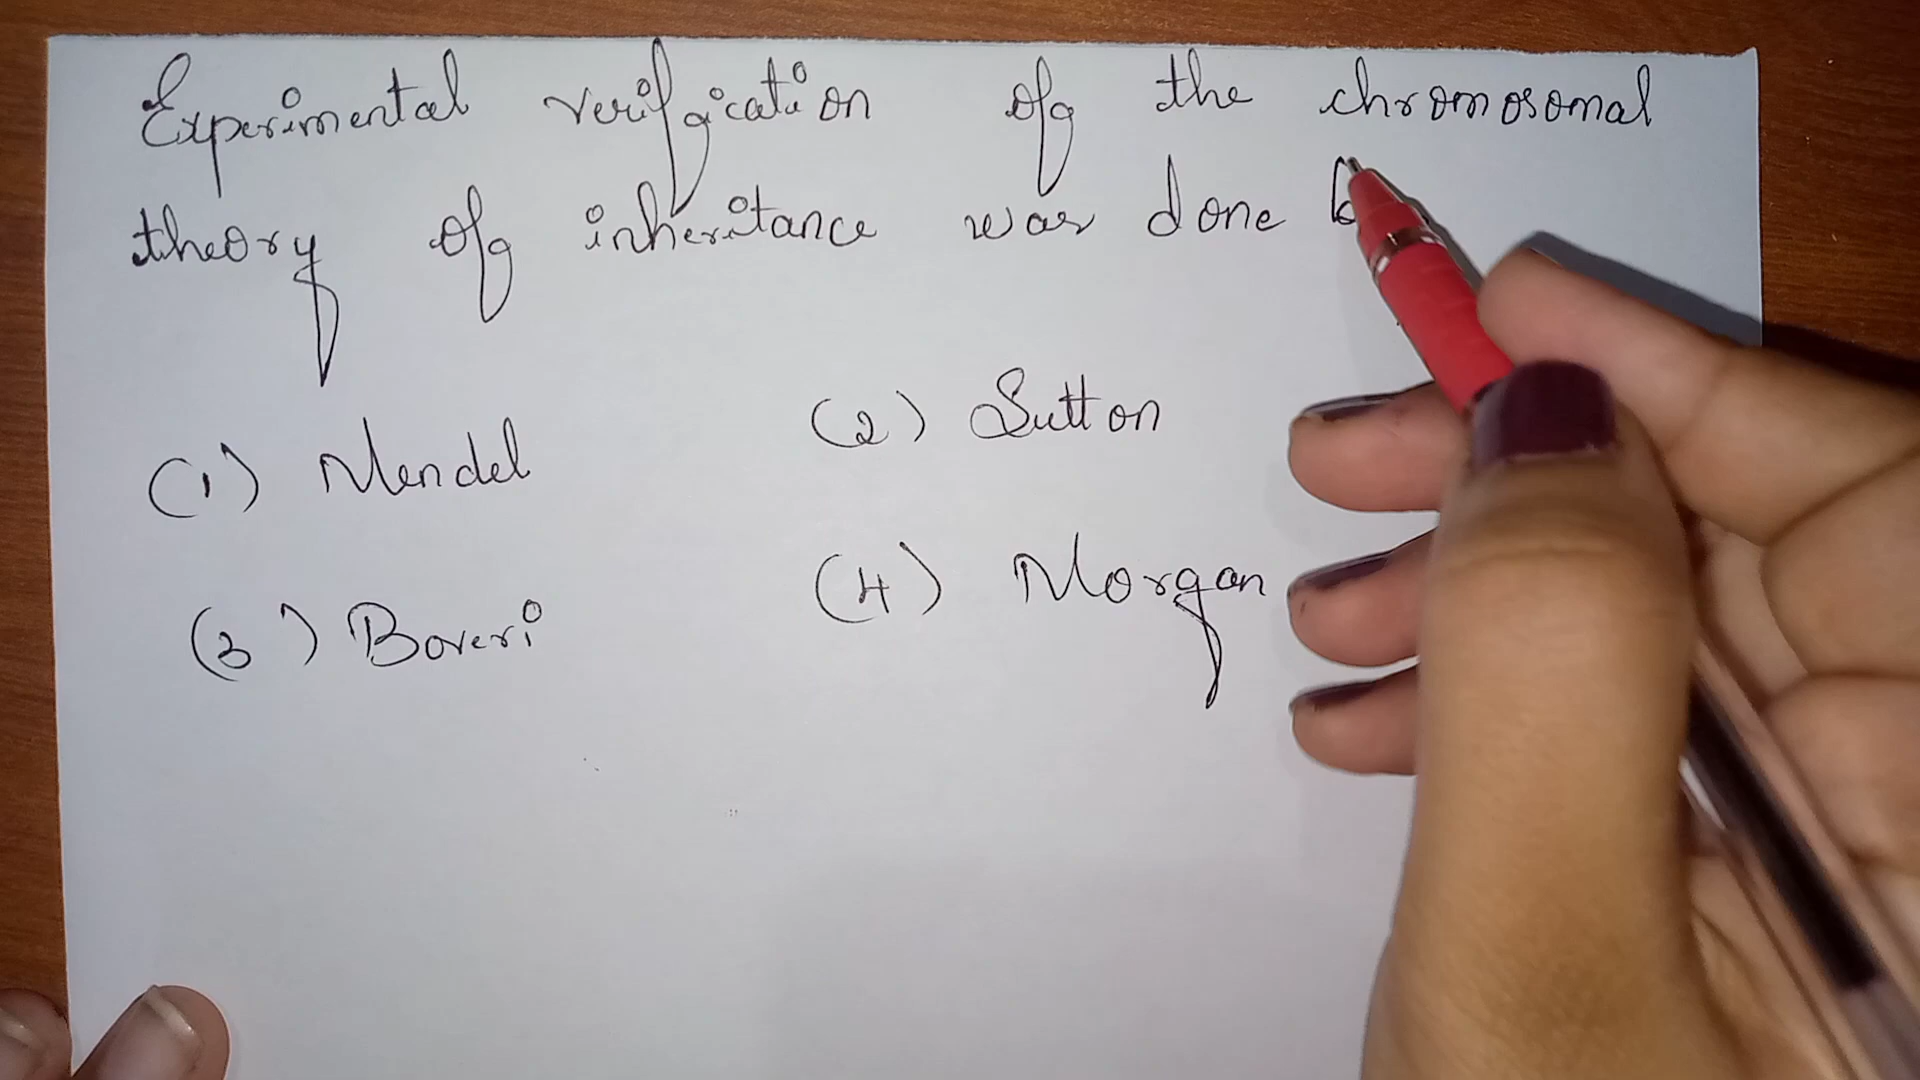 Experimental verification of the chromosomal
theory of inheritance was done
(1) Mendel
(2) Sutton
(3) Boveri
(4) Morgan